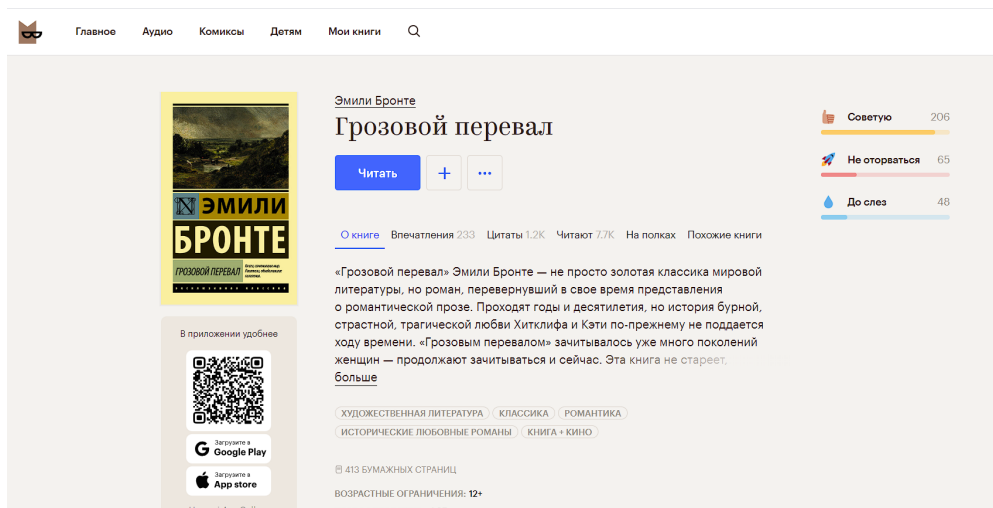 Главное Аудио Комиксы Детям Мои книги
Эмили Бронте
Грозовой перевал
Читать
Советую 206
Не оторваться 65
До слез 48
ЭМИЛИ
БРОНТЕ
ГРОЗОВОЙ ПЕРЕВАЛ
О книге Впечатления 233 Цитаты 1.2K Читают 7.7K На полках Похожие книги
«Грозовой перевал» Эмили Бронте — не просто золотая классика мировой
литературы, но роман, перевернувший в свое время представления
о романтической прозе. Проходят годы и десятилетия, но история бурной,
страстной, трагической любви Хитклифа и Кэти по-прежнему не поддается
ходу времени. «Грозовым перевалом» зачитывалось уже много поколений
женщин — продолжают зачитываться и сейчас. Эта книга не стареет,
больше
В приложении удобнее
Загрузите в
Google Play
Загрузите в
App store
ХУДОЖЕСТВЕННАЯ ЛИТЕРАТУРА КЛАССИКА РОМАНТИКА
ИСТОРИЧЕСКИЕ ЛЮБОВНЫЕ РОМАНЫ КНИГА + КИНО
413 БУМАЖНЫХ СТРАНИЦ
ВОЗРАСТНЫЕ ОГРАНИЧЕНИЯ: 12+